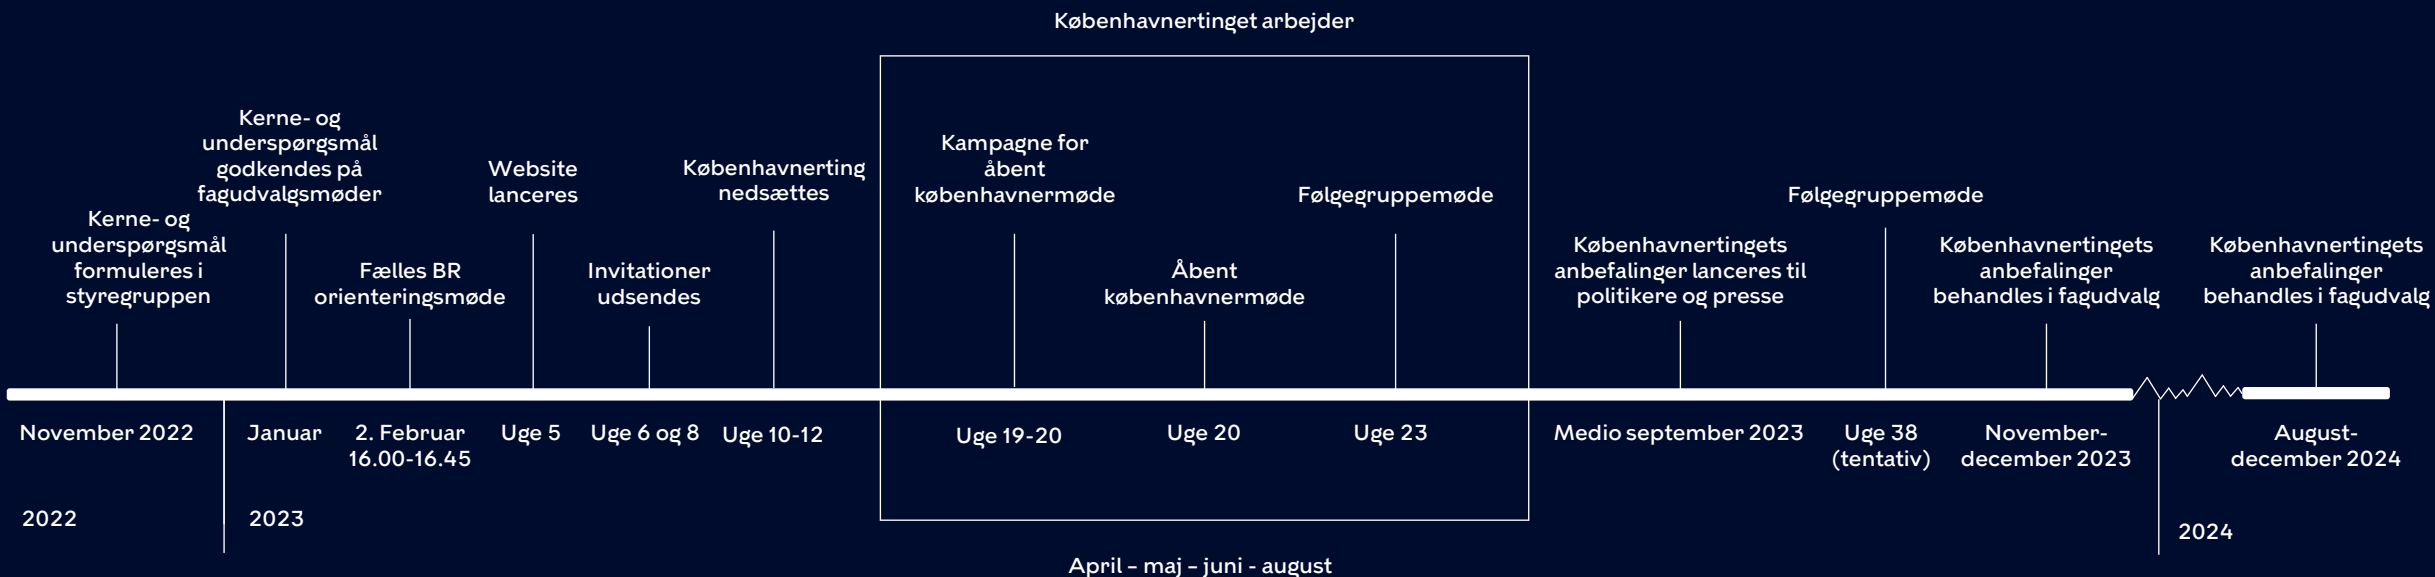 Københavnertinget arbejder
Kerne- og
underspørgsmål
formuleres i
styregruppen
Kerne- og
underspørgsmål
godkendes på
fagudvalgsmøder
Fælles BR
orienteringsmøde
Website
lanceres
Invitationer
udsendes
Københavnerting
nedsættes
Kampagne for
åbent
københavnermøde
Åbent
københavnermøde
Følgegruppemøde
Københavnertingets
anbefalinger lanceres til
politikere og presse
Følgegruppemøde
Københavnertingets
anbefalinger
behandles i fagudvalg
Københavnertingets
anbefalinger
behandles i fagudvalg
November 2022
Januar
2. Februar
16.00-16.45
Uge 5
Uge 6 og 8
Uge 10-12
Uge 19-20
Uge 20
Uge 23
Medio september 2023
Uge 38
(tentativ)
November-
december 2023
August-
december 2024
2022
2023
2024
April – maj – juni - august